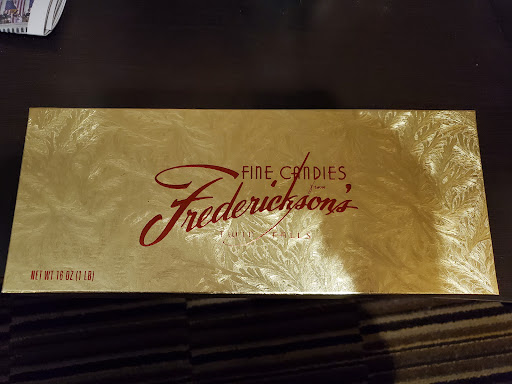 FINE CANDIES
from
Frederickson's
TWIN FALLS
NET WT 16 OZ (1 LB)